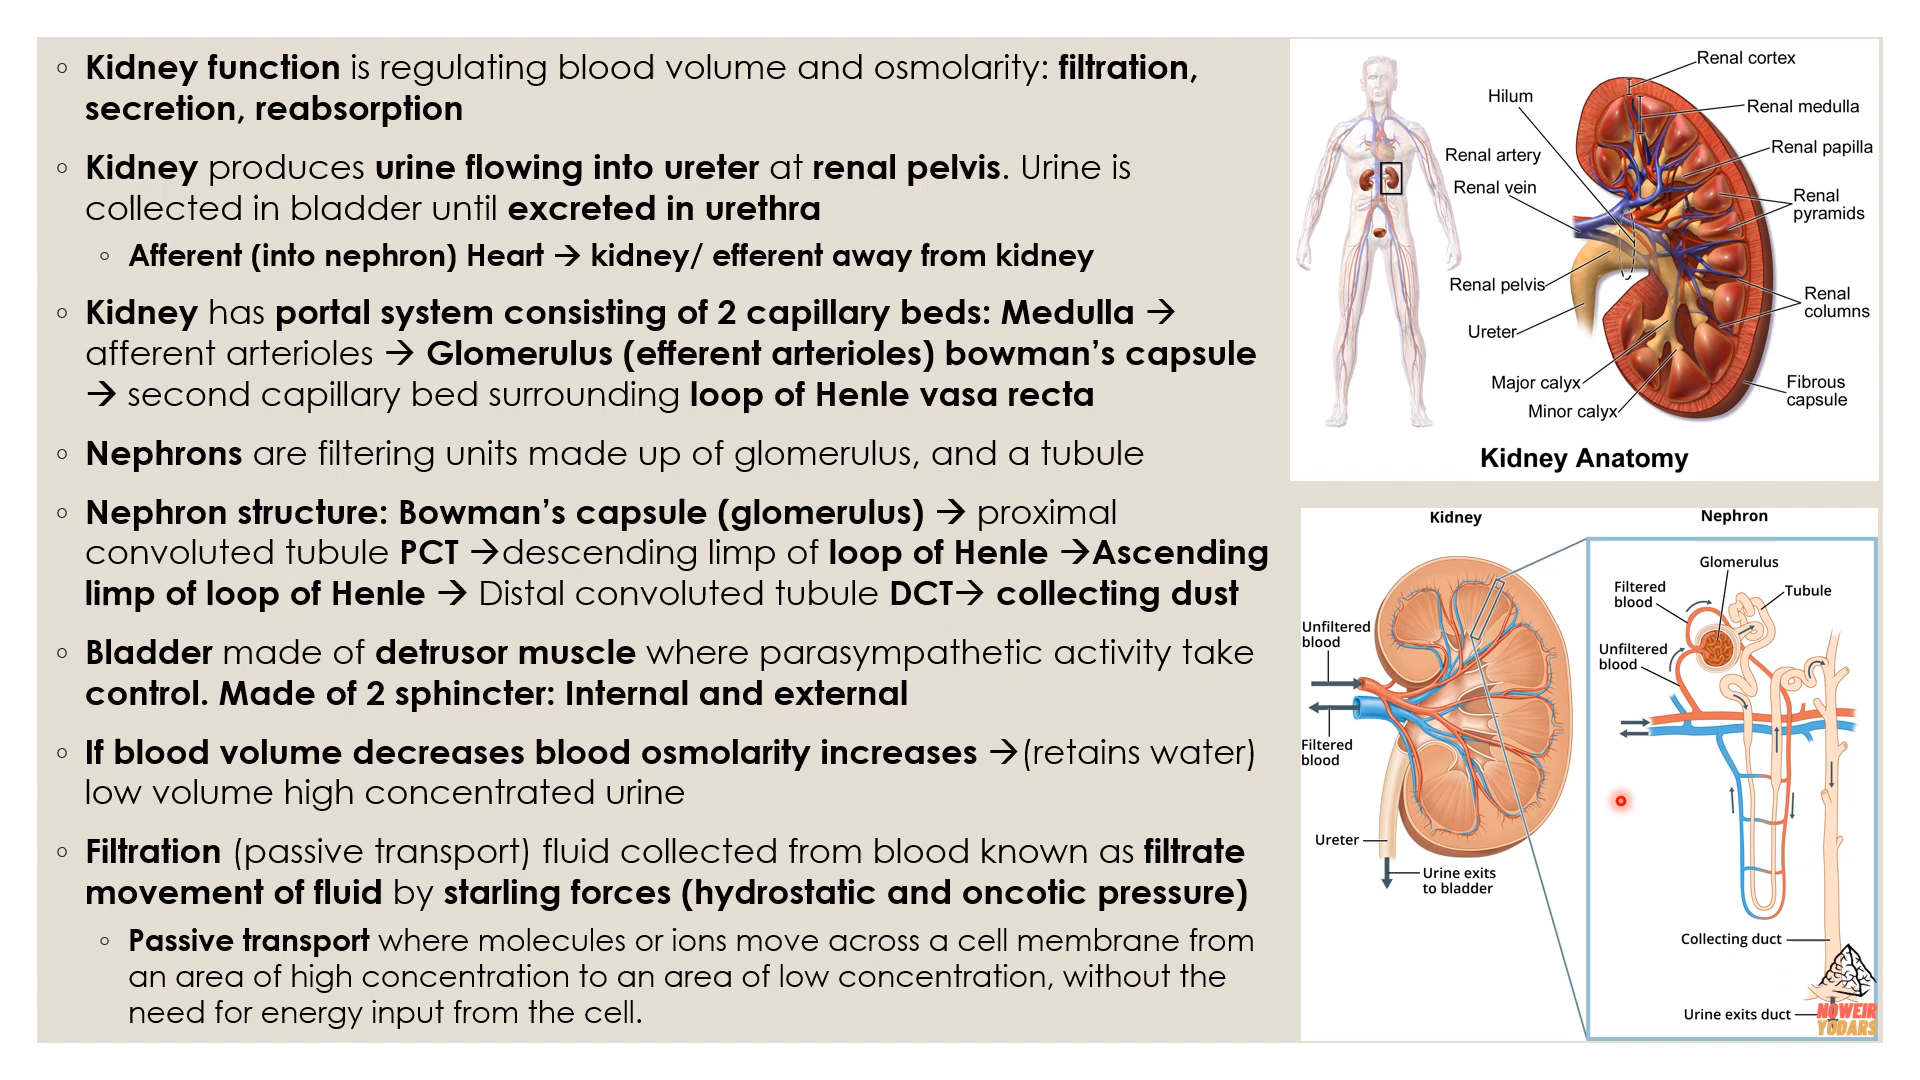 ◦ Kidney function is regulating blood volume and osmolarity: filtration,
secretion, reabsorption
◦ Kidney produces urine flowing into ureter at renal pelvis. Urine is
collected in bladder until excreted in urethra
◦ Afferent (into nephron) Heart → kidney/ efferent away from kidney
◦ Kidney has portal system consisting of 2 capillary beds: Medulla →
afferent arterioles → Glomerulus (efferent arterioles) bowman’s capsule
→ second capillary bed surrounding loop of Henle vasa recta
◦ Nephrons are filtering units made up of glomerulus, and a tubule
◦ Nephron structure: Bowman’s capsule (glomerulus) → proximal
convoluted tubule PCT →descending limp of loop of Henle →Ascending
limp of loop of Henle → Distal convoluted tubule DCT→ collecting dust
◦ Bladder made of detrusor muscle where parasympathetic activity take
control. Made of 2 sphincter: Internal and external
◦ If blood volume decreases blood osmolarity increases →(retains water)
low volume high concentrated urine
◦ Filtration (passive transport) fluid collected from blood known as filtrate
movement of fluid by starling forces (hydrostatic and oncotic pressure)
◦ Passive transport where molecules or ions move across a cell membrane from
an area of high concentration to an area of low concentration, without the
need for energy input from the cell.
Renal cortex
Hilum
Renal medulla
Renal artery
Renal papilla
Renal vein
Renal
pyramids
Renal pelvis
Renal
columns
Ureter
Major calyx
Fibrous
capsule
Minor calyx
Kidney Anatomy
Kidney
Unfiltered
blood
Filtered
blood
Ureter
Urine exits
to bladder
Nephron
Glomerulus
Filtered
blood
Tubule
Unfiltered
blood
Collecting duct
Urine exits duct
NOWEIR
YODARS